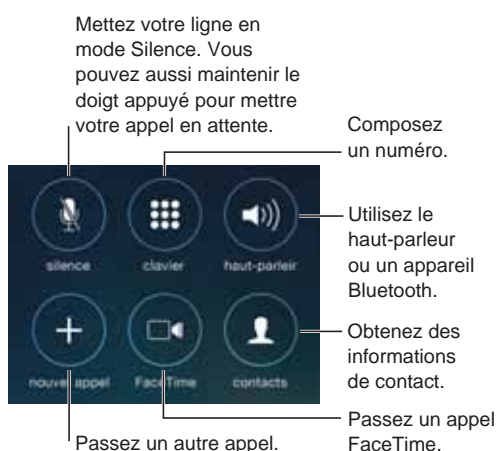 Mettez votre ligne en
mode Silence. Vous
pouvez aussi maintenir le
doigt appuyé pour mettre
votre appel en attente.
Composez
un numéro.
silence
clavier
haut-parleir
Utilisez le
haut-parleur
ou un appareil
Bluetooth.
Obtenez des
informations
de contact.
nouvel appel
FaceTime
contacts
Passez un appel
FaceTime.
Passez un autre appel.